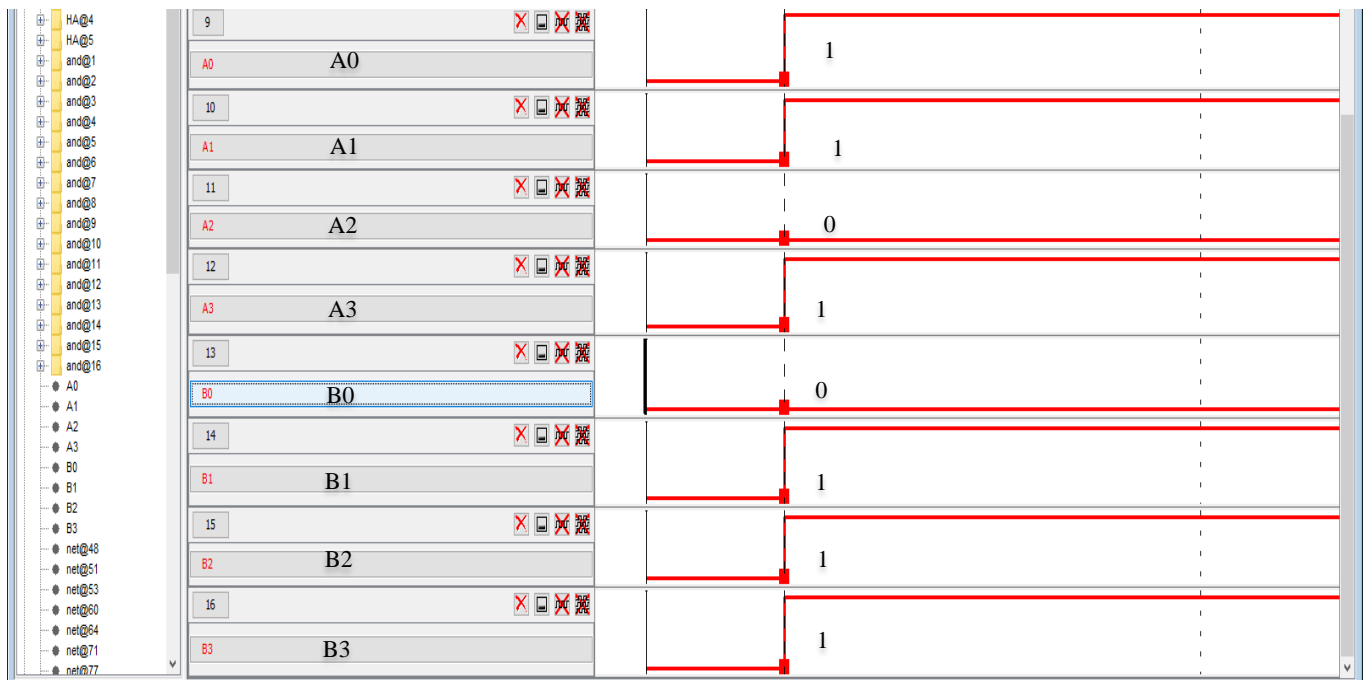 HA@4
HA@5
and@1
and@2
and@3
and@4
and@5
and@6
and@7
and@8
and@9
and@10
and@11
and@12
and@13
and@14
and@15
and@16
A0
A1
A2
A3
B0
B1
B2
B3
net@48
net@51
net@53
net@60
net@64
net@71
net@77
9
A0 A0 1
10
A1 A1 1
11
A2 A2 0
12
A3 A3 1
13
B0 B0 0
14
B1 B1 1
15
B2 B2 1
16
B3 B3 1